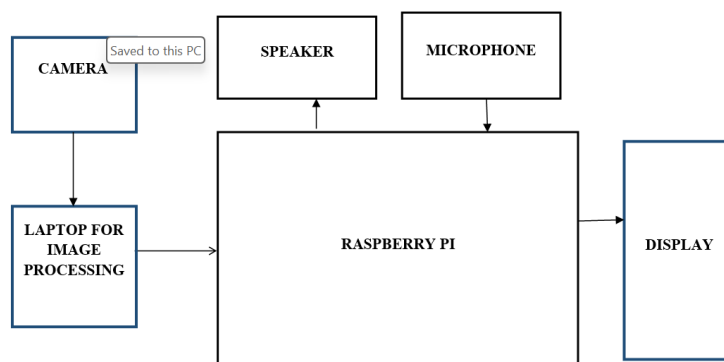 CAMERA
Saved to this PC
SPEAKER
MICROPHONE
LAPTOP FOR
IMAGE
PROCESSING
RASPBERRY PI
DISPLAY